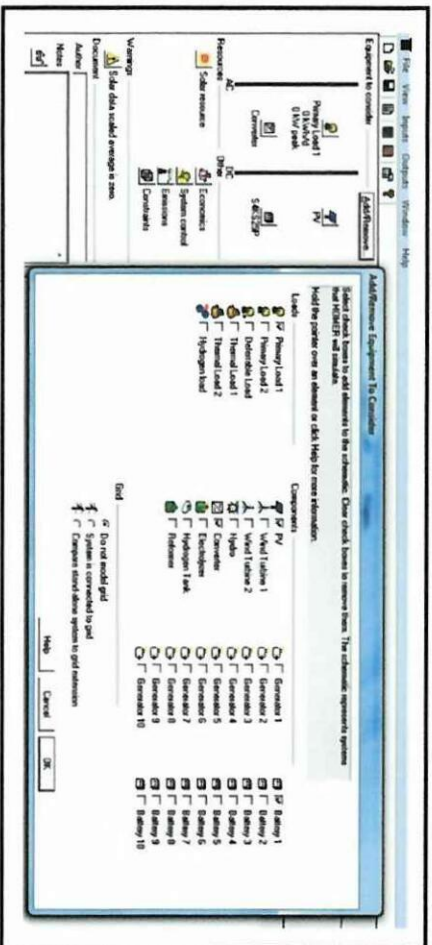 File View Inputs Outputs Window Help
Equipment to consider
Add/Remove...
Primary Load 1
0 kWh/d
0 kW peak
PV
Converter
S4KS25P
AC
DC
Resources
Other
Solar resource
Economics
System control
Emissions
Constraints
Warnings
Solar data scaled average is zero.
Document
Author
Notes
Add/Remove Equipment To Consider
Select check boxes to add elements to the schematic. Clear check boxes to remove them. The schematic represents systems
that HOMER will simulate.
Hold the pointer over an element or click Help for more information.
Loads
Primary Load 1
Primary Load 2
Deferrable Load
Thermal Load 1
Thermal Load 2
Hydrogen load
Components
PV
Wind Turbine 1
Wind Turbine 2
Hydro
Converter
Electrolyzer
Hydrogen Tank
Reformer
Generator 1
Generator 2
Generator 3
Generator 4
Generator 5
Generator 6
Generator 7
Generator 8
Generator 9
Generator 10
Battery 1
Battery 2
Battery 3
Battery 4
Battery 5
Battery 6
Battery 7
Battery 8
Battery 9
Battery 10
Grid
Do not model grid
System is connected to grid
Compare stand-alone system to grid extension
Help
Cancel
OK